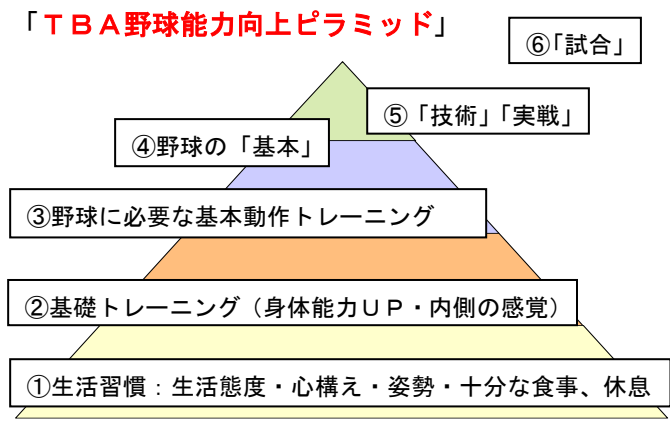 「ＴＢＡ野球能力向上ピラミッド」
⑥「試合」
⑤「技術」「実戦」
④野球の「基本」
③野球に必要な基本動作トレーニング
②基礎トレーニング（身体能力ＵＰ・内側の感覚）
①生活習慣：生活態度・心構え・姿勢・十分な食事、休息